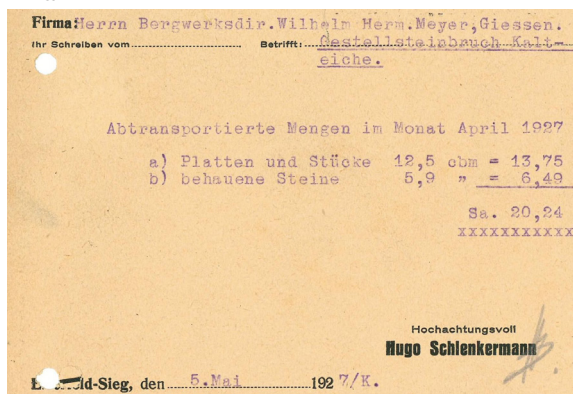 Firma: Herrn Bergwerksdir.Wilhelm Herm.Meyer,Giessen.
Ihr Schreiben vom Betrifft: Gestellsteinbruch Kalt-
eiche.
Abtransportierte Mengen im Monat April 1927
a) Platten und Stücke 12,5 cbm = 13,75
b) behauene Steine 5,9 " = 6,49
Sa. 20,24
xxxxxxxxxxx
Hochachtungsvoll
Hugo Schlenkermann
-Sieg, den 5.Mai 1927/K.